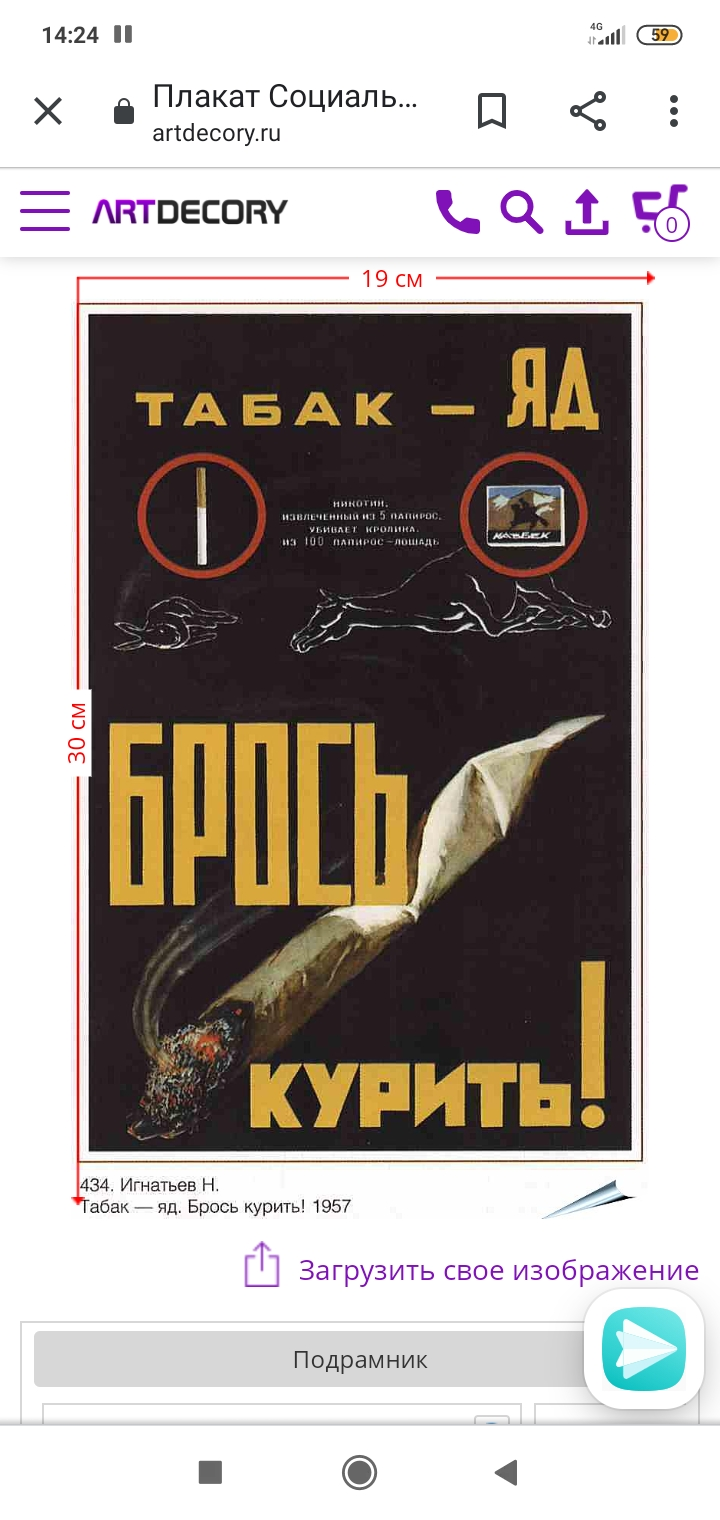 14:24
4G
59
Плакат Социаль...
artdecory.ru
ARTDECORY
0
19 см
30 см
ТАБАК – ЯД
НИКОТИН,
ИЗВЛЕЧЕННЫЙ ИЗ 5 ПАПИРОС,
УБИВАЕТ КРОЛИКА,
ИЗ 100 ПАПИРОС – ЛОШАДЬ
КАЗБЕК
БРОСЬ
КУРИТЬ!
434. Игнатьев Н.
Табак — яд. Брось курить! 1957
Загрузить свое изображение
Подрамник